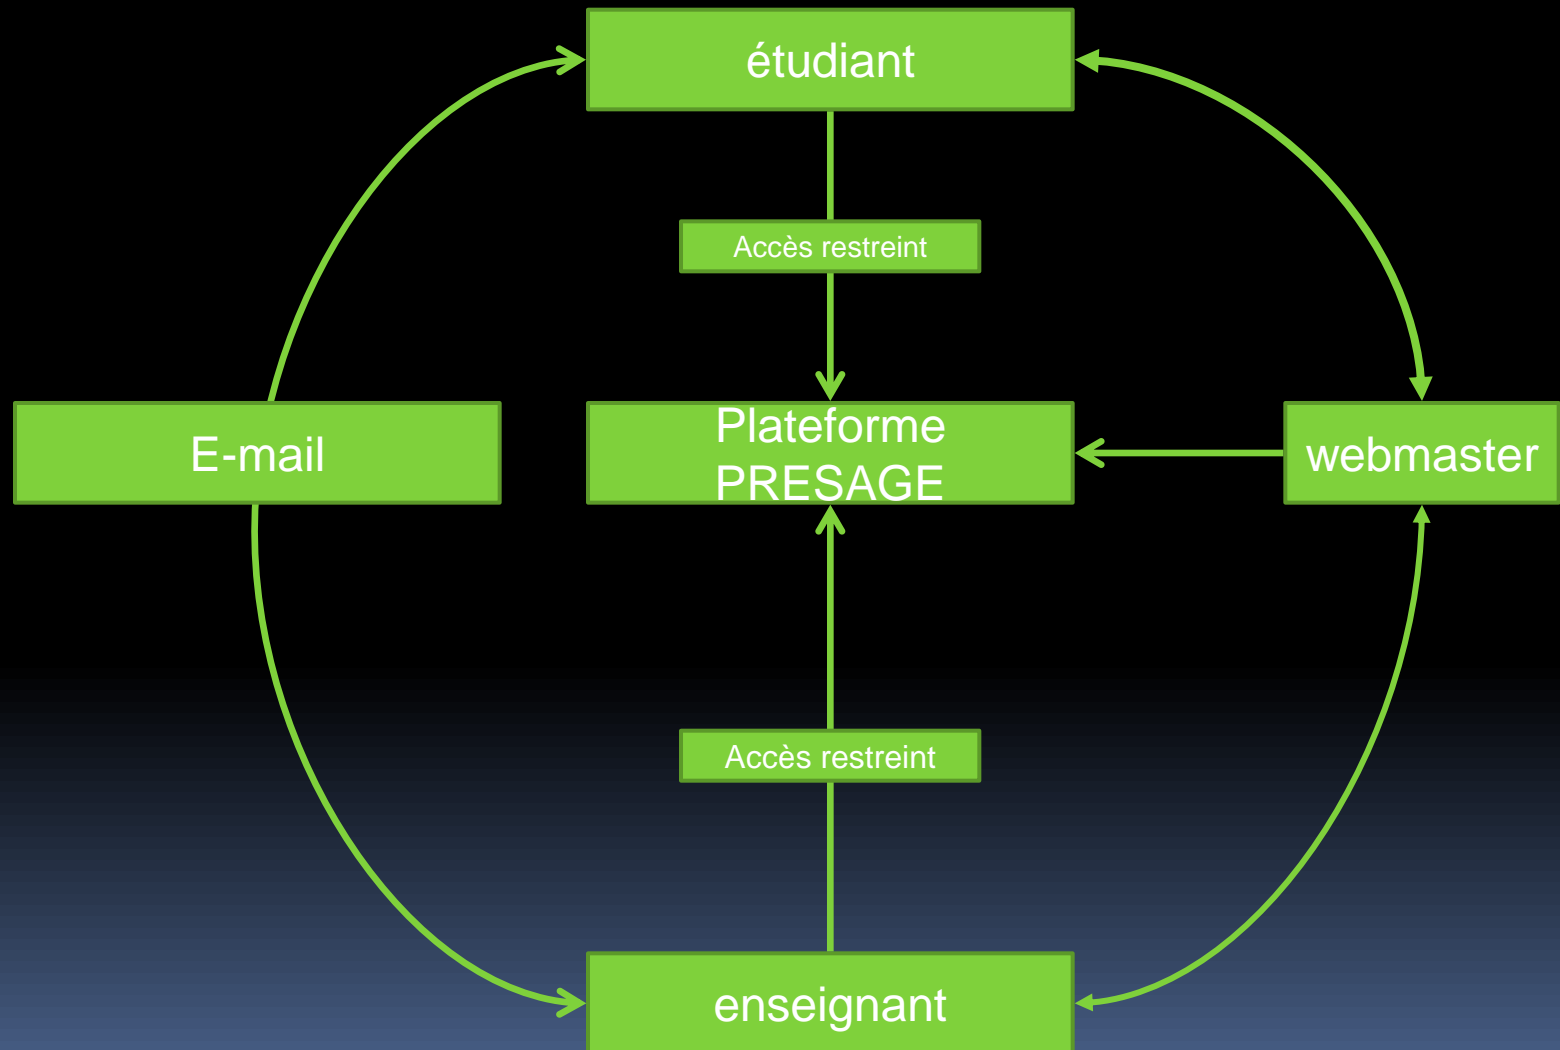 étudiant
Accès restreint
E-mail
Plateforme
PRESAGE
webmaster
Accès restreint
enseignant